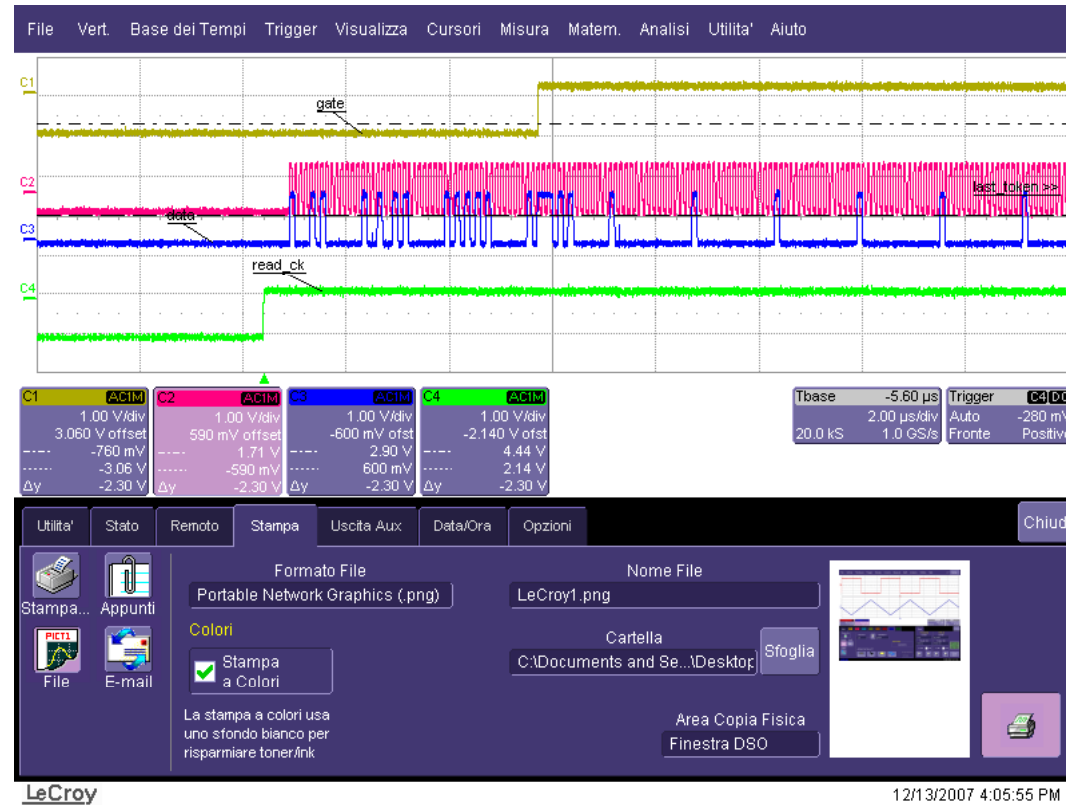 File Vert. Base dei Tempi Trigger Visualizza Cursori Misura Matem. Analisi Utilita' Aiuto
C1
gate
C2
last_token >>
data
C3
read_ck
C4
C1 AC1M
1.00 V/div
3.060 V offset
-760 mV
-3.06 V
Δy -2.30 V
C2 AC1M
1.00 V/div
590 mV offset
1.71 V
-590 mV
Δy -2.30 V
C3 AC1M
1.00 V/div
-600 mV ofst
2.90 V
600 mV
Δy -2.30 V
C4 AC1M
1.00 V/div
-2.140 V ofst
4.44 V
2.14 V
Δy -2.30 V
Tbase -5.60 µs
2.00 µs/div
20.0 kS 1.0 GS/s
Trigger C4 DC
Auto -280 mV
Fronte Positivo
Utilita' Stato Remoto Stampa Uscita Aux Data/Ora Opzioni Chiud
Stampa... Appunti
PICT1
File E-mail
Formato File
Portable Network Graphics (.png)
Colori
Stampa
a Colori
La stampa a colori usa
uno sfondo bianco per
risparmiare toner/ink
Nome File
LeCroy1.png
Cartella
C:\Documents and Se...\Desktop
Sfoglia
Area Copia Fisica
Finestra DSO
LeCroy
12/13/2007 4:05:55 PM